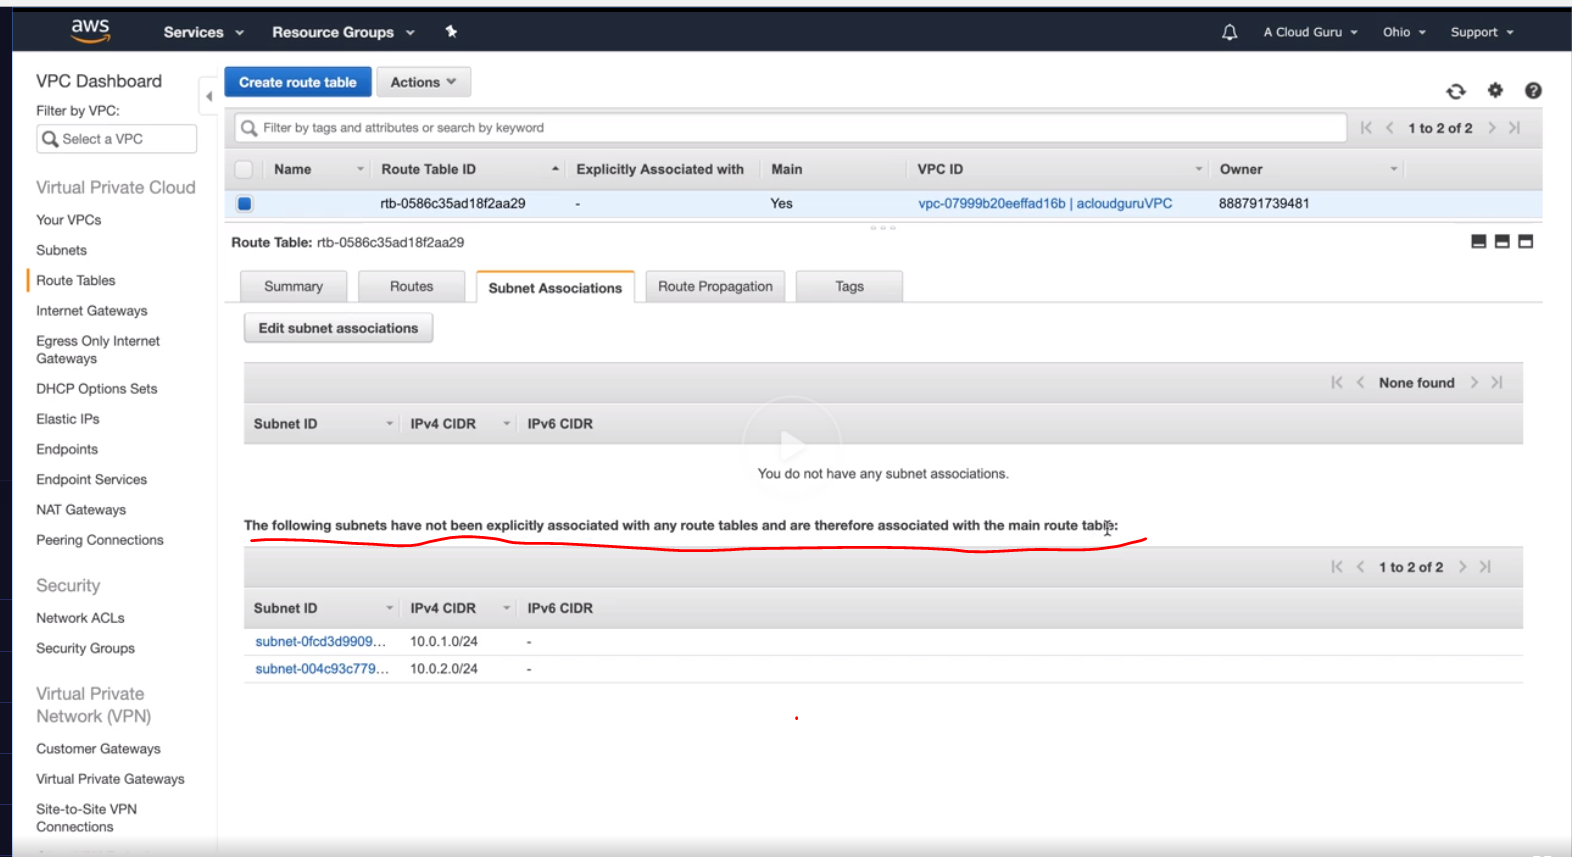 aws
Services
Resource Groups
A Cloud Guru
Ohio
Support
VPC Dashboard
Filter by VPC:
Select a VPC
Virtual Private Cloud
Your VPCs
Subnets
Route Tables
Internet Gateways
Egress Only Internet
Gateways
DHCP Options Sets
Elastic IPs
Endpoints
Endpoint Services
NAT Gateways
Peering Connections
Security
Network ACLs
Security Groups
Virtual Private
Network (VPN)
Customer Gateways
Virtual Private Gateways
Site-to-Site VPN
Connections
Create route table
Actions
Filter by tags and attributes or search by keyword
1 to 2 of 2
Name Route Table ID Explicitly Associated with Main VPC ID Owner
rtb-0586c35ad18f2aa29 - Yes vpc-07999b20eeffad16b | acloudguruVPC 888791739481
Route Table: rtb-0586c35ad18f2aa29
Summary Routes Subnet Associations Route Propagation Tags
Edit subnet associations
None found
Subnet ID IPv4 CIDR IPv6 CIDR
You do not have any subnet associations.
The following subnets have not been explicitly associated with any route tables and are therefore associated with the main route table:
1 to 2 of 2
Subnet ID IPv4 CIDR IPv6 CIDR
subnet-0fcd3d9909... 10.0.1.0/24 -
subnet-004c93c779... 10.0.2.0/24 -